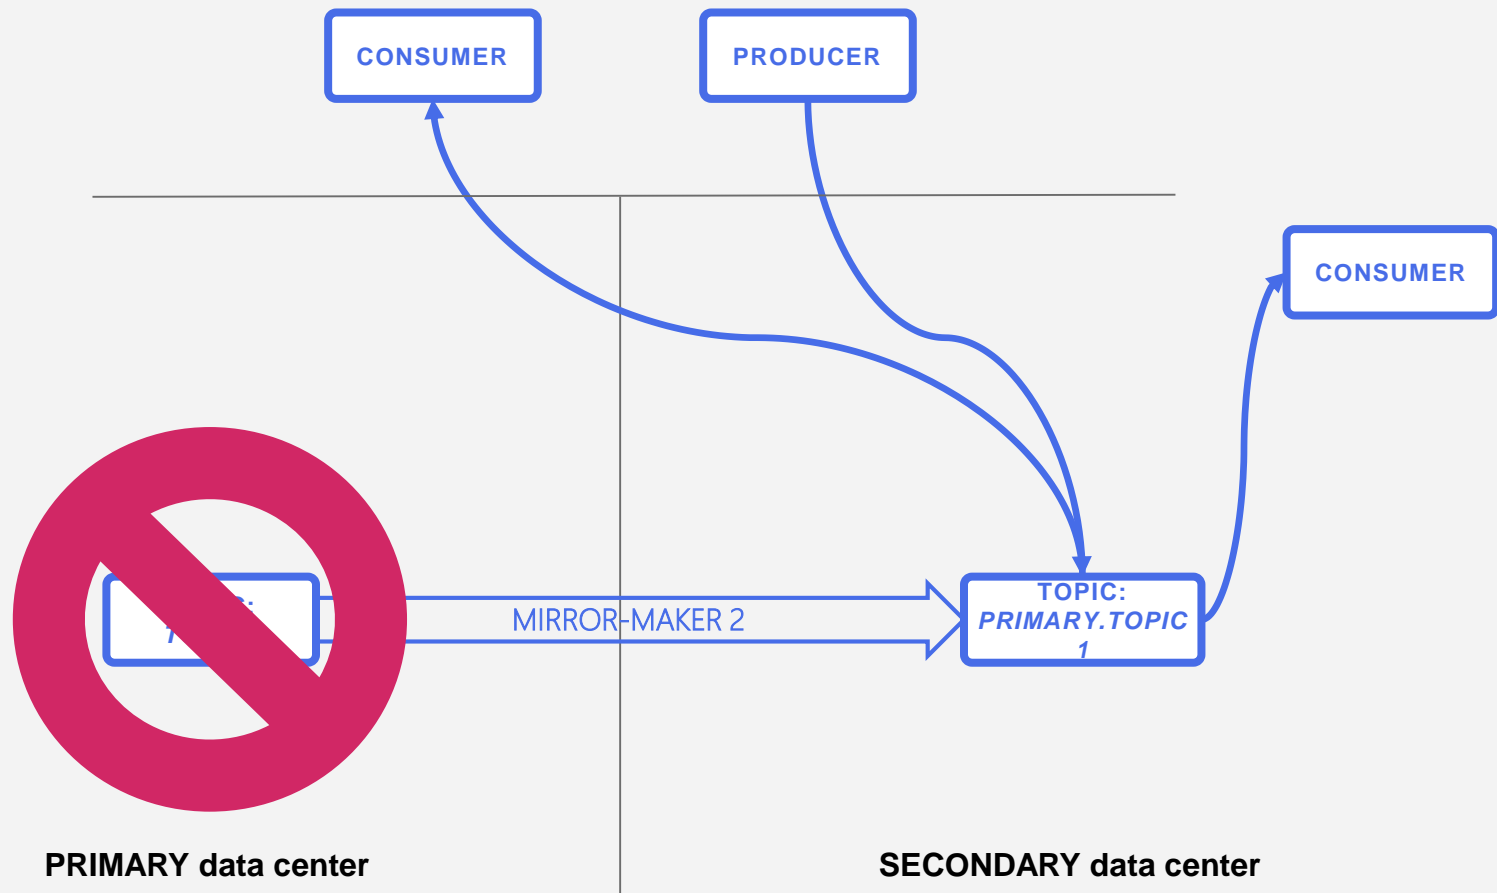 CONSUMER
PRODUCER
CONSUMER
MIRROR-MAKER 2
TOPIC:
PRIMARY.TOPIC
1
PRIMARY data center
SECONDARY data center